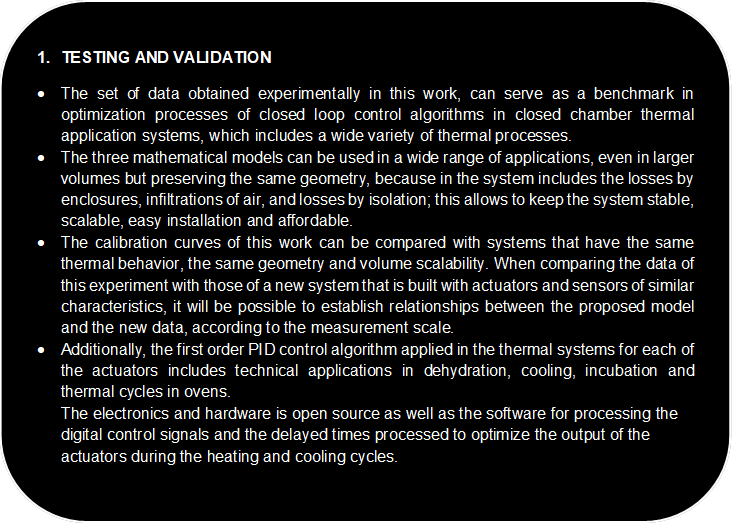 1. TESTING AND VALIDATION
• The set of data obtained experimentally in this work, can serve as a benchmark in
optimization processes of closed loop control algorithms in closed chamber thermal
application systems, which includes a wide variety of thermal processes.
• The three mathematical models can be used in a wide range of applications, even in larger
volumes but preserving the same geometry, because in the system includes the losses by
enclosures, infiltrations of air, and losses by isolation; this allows to keep the system stable,
scalable, easy installation and affordable.
• The calibration curves of this work can be compared with systems that have the same
thermal behavior, the same geometry and volume scalability. When comparing the data of
this experiment with those of a new system that is built with actuators and sensors of similar
characteristics, it will be possible to establish relationships between the proposed model
and the new data, according to the measurement scale.
• Additionally, the first order PID control algorithm applied in the thermal systems for each of
the actuators includes technical applications in dehydration, cooling, incubation and
thermal cycles in ovens.
The electronics and hardware is open source as well as the software for processing the
digital control signals and the delayed times processed to optimize the output of the
actuators during the heating and cooling cycles.